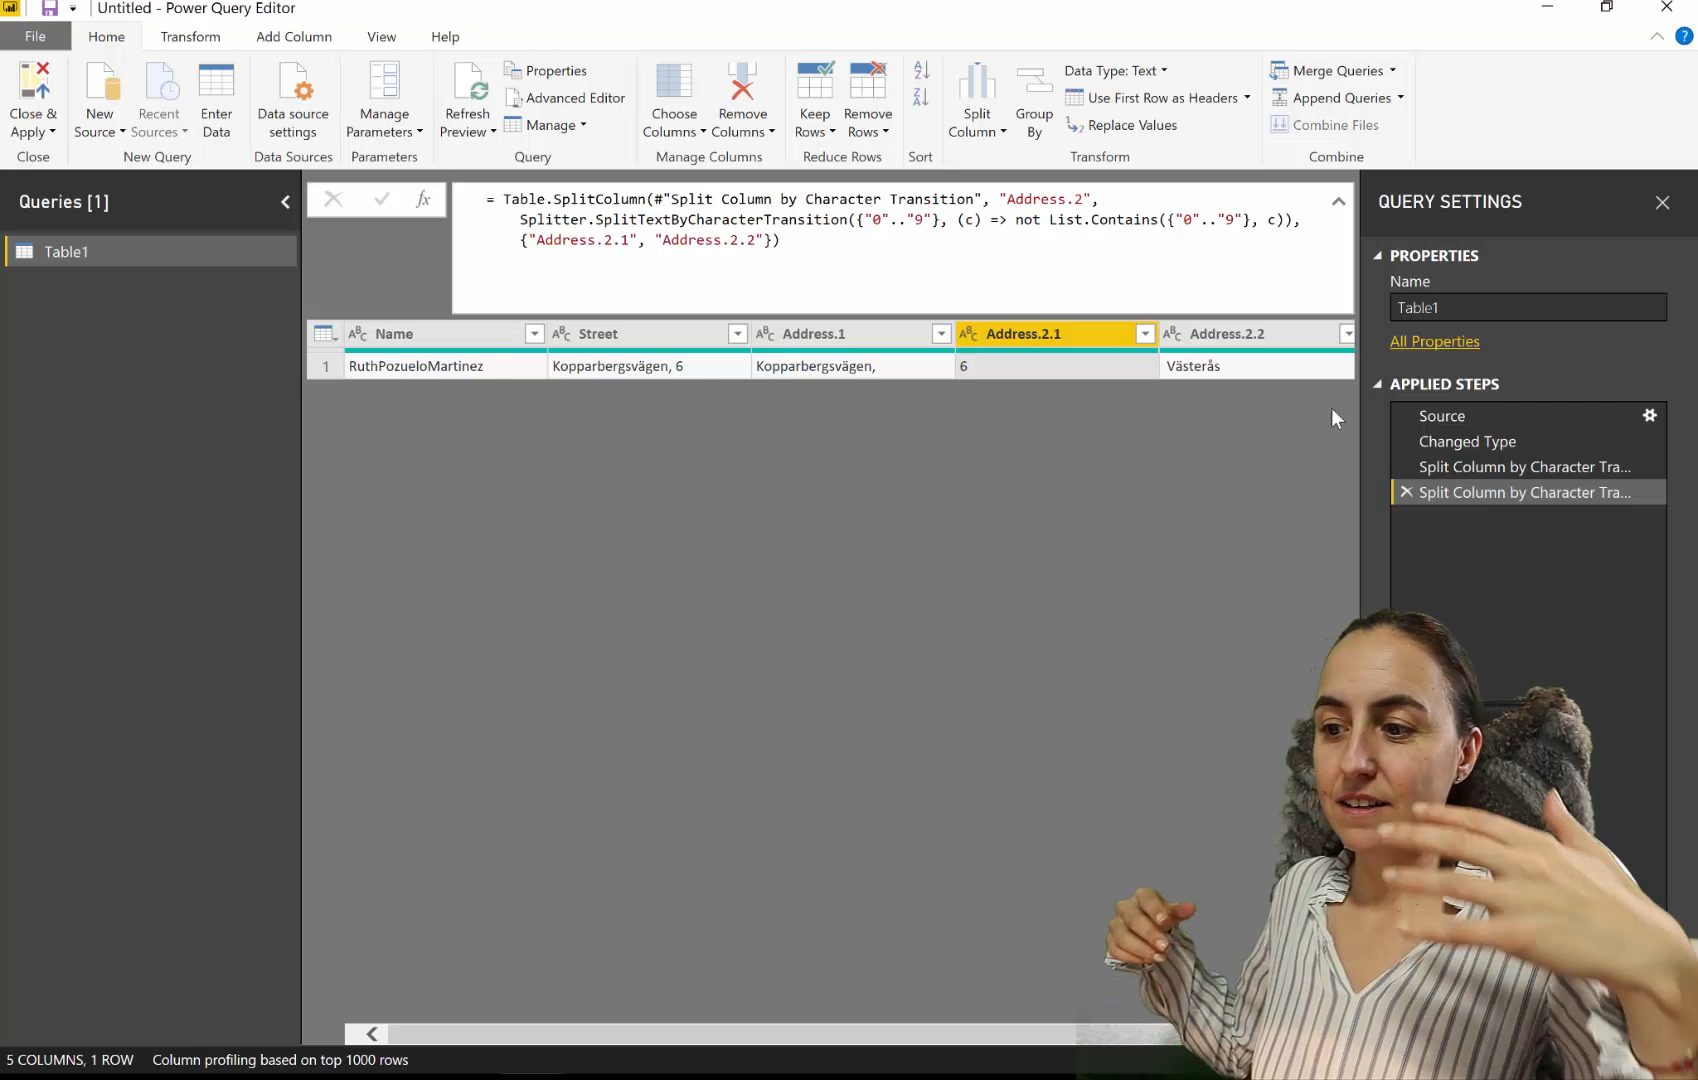 Untitled - Power Query Editor
File Home Transform Add Column View Help
Close & Apply
New Source
Recent Sources
Enter Data
Data source settings
Manage Parameters
Refresh Preview
Properties
Advanced Editor
Manage
Choose Columns
Remove Columns
Keep Rows
Remove Rows
Split Column
Group By
Data Type: Text
Use First Row as Headers
Replace Values
Merge Queries
Append Queries
Combine Files
Close New Query Data Sources Parameters Query Manage Columns Reduce Rows Sort Transform Combine
Queries [1]
Table1
fx
= Table.SplitColumn(#"Split Column by Character Transition", "Address.2",
Splitter.SplitTextByCharacterTransition({"0".."9"}, (c) => not List.Contains({"0".."9"}, c)),
{"Address.2.1", "Address.2.2"})
Name Street Address.1 Address.2.1 Address.2.2
1 RuthPozueloMartinez Kopparbergsvägen, 6 Kopparbergsvägen, 6 Västerås
QUERY SETTINGS
PROPERTIES
Name
Table1
All Properties
APPLIED STEPS
Source
Changed Type
Split Column by Character Tra...
Split Column by Character Tra...
5 COLUMNS, 1 ROW Column profiling based on top 1000 rows